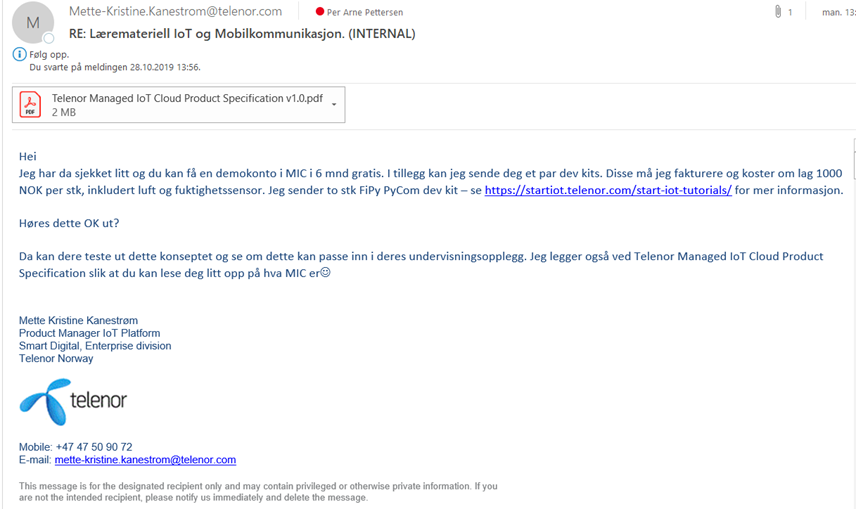 M
Mette-Kristine.Kanestrom@telenor.com
Per Arne Pettersen
1
man. 13:
RE: Læremateriell IoT og Mobilkommunikasjon. (INTERNAL)
Følg opp.
Du svarte på meldingen 28.10.2019 13:56.
PDF
Telenor Managed IoT Cloud Product Specification v1.0.pdf
2 MB
Hei
Jeg har da sjekket litt og du kan få en demokonto i MIC i 6 mnd gratis. I tillegg kan jeg sende deg et par dev kits. Disse må jeg fakturere og koster om lag 1000
NOK per stk, inkludert luft og fuktighetssensor. Jeg sender to stk FiPy PyCom dev kit – se https://startiot.telenor.com/start-iot-tutorials/ for mer informasjon.
Høres dette OK ut?
Da kan dere teste ut dette konseptet og se om dette kan passe inn i deres undervisningsopplegg. Jeg legger også ved Telenor Managed IoT Cloud Product
Specification slik at du kan lese deg litt opp på hva MIC er☺
Mette Kristine Kanestrøm
Product Manager IoT Platform
Smart Digital, Enterprise division
Telenor Norway
telenor
Mobile: +47 47 50 90 72
E-mail: mette-kristine.kanestrom@telenor.com
This message is for the designated recipient only and may contain privileged or otherwise private information. If you
are not the intended recipient, please notify us immediately and delete the message.